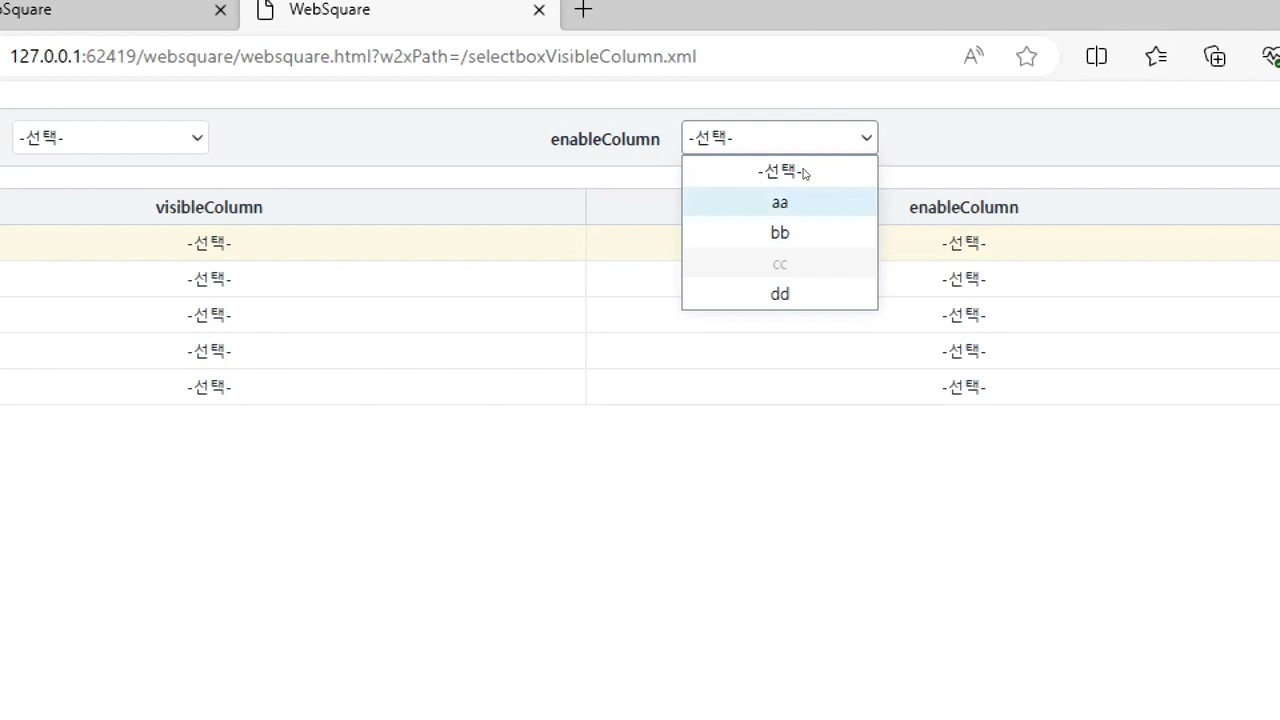 bSquare
WebSquare
127.0.0.1:62419/websquare/websquare.html?w2xPath=/selectboxVisibleColumn.xml
-선택-
enableColumn
-선택-
-선택-
aa
bb
cc
dd
visibleColumn
enableColumn
-선택-
-선택-
-선택-
-선택-
-선택-
-선택-
-선택-
-선택-
-선택-
-선택-